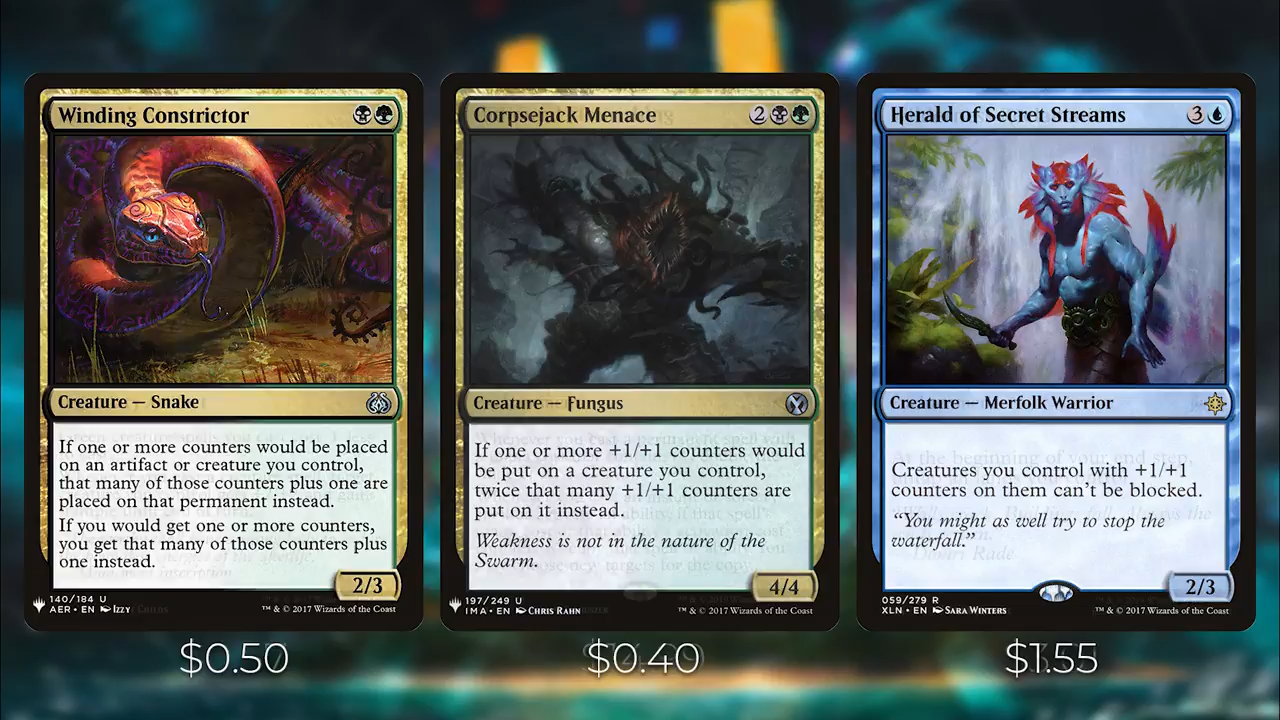 Winding Constrictor
Creature — Snake
If one or more counters would be placed
on an artifact or creature you control,
that many of those counters plus one are
placed on that permanent instead.
If you would get one or more counters,
you get that many of those counters plus
one instead.
2/3
140/184 U
AER • EN Izzy
™ & © 2017 Wizards of the Coast
$0.50
Corpsejack Menace
2
Creature — Fungus
If one or more +1/+1 counters would
be put on a creature you control,
twice that many +1/+1 counters are
put on it instead.
Weakness is not in the nature of the
Swarm.
4/4
197/249 U
IMA • EN Chris Rahn
™ & © 2017 Wizards of the Coast
$0.40
Herald of Secret Streams
3
Creature — Merfolk Warrior
Creatures you control with +1/+1
counters on them can't be blocked.
"You might as well try to stop the
waterfall."
2/3
059/279 R
XLN • EN Sara Winters
™ & © 2017 Wizards of the Coast
$1.55